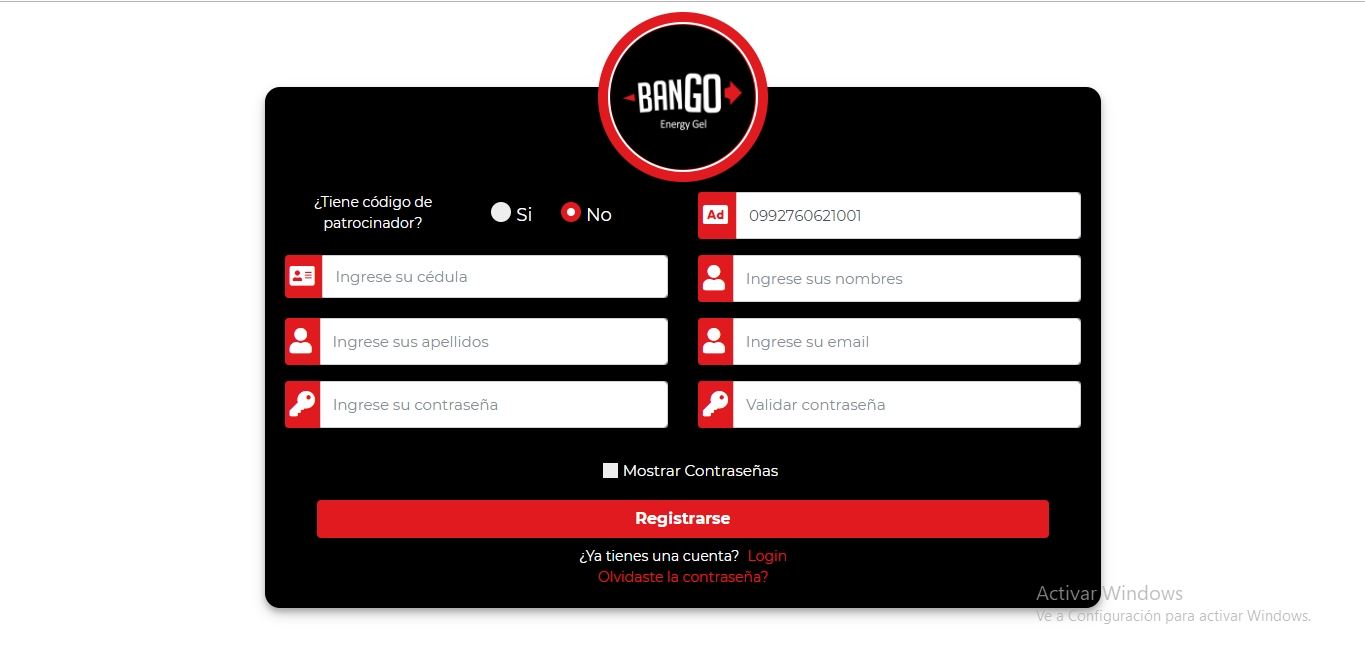 BANGO
Energy Gel
¿Tiene código de
patrocinador?
Si
No
Ad
0992760621001
Ingrese su cédula
Ingrese sus nombres
Ingrese sus apellidos
Ingrese su email
Ingrese su contraseña
Validar contraseña
Mostrar Contraseñas
Registrarse
¿Ya tienes una cuenta? Login
Olvidaste la contraseña?
Activar Windows
Ve a Configuración para activar Windows.